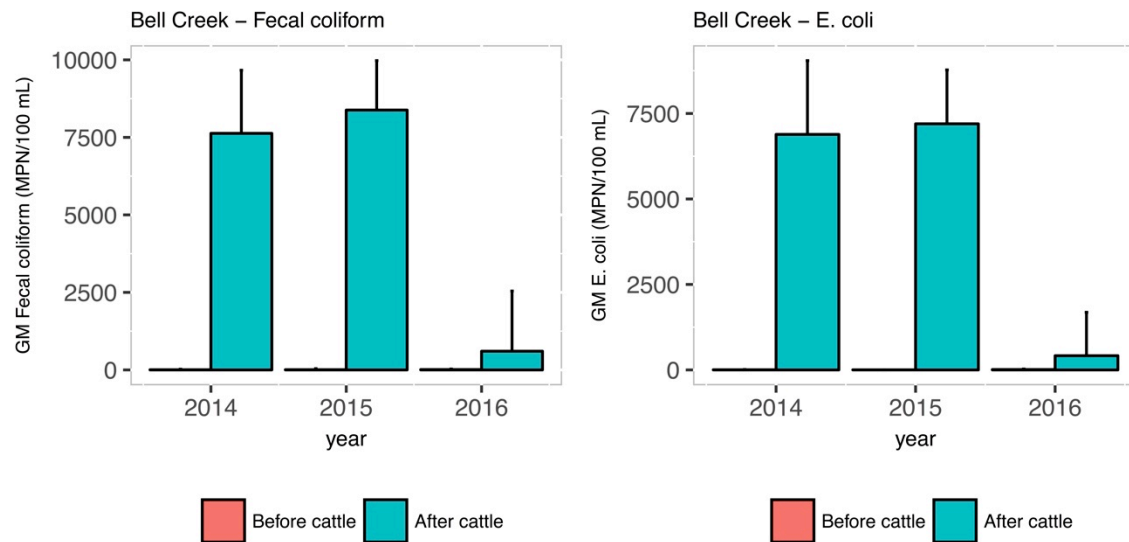 Bell Creek − Fecal coliform
GM Fecal coliform (MPN/100 mL)
10000
7500
5000
2500
0
2014 2015 2016
year
Before cattle After cattle
Bell Creek − E. coli
GM E. coli (MPN/100 mL)
7500
5000
2500
0
2014 2015 2016
year
Before cattle After cattle